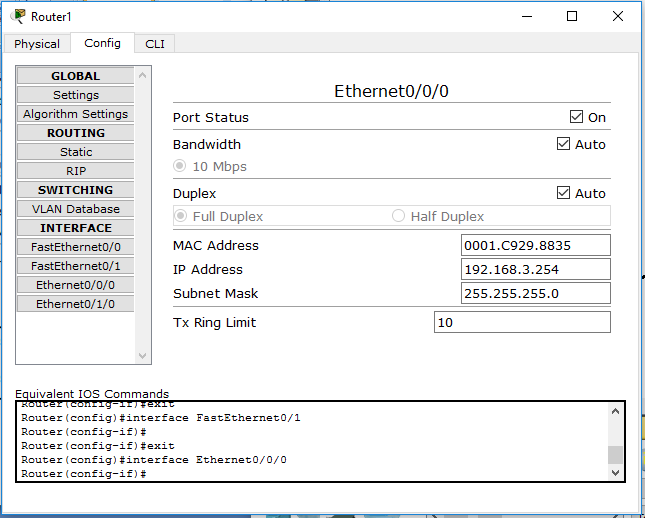 Router1
Physical Config CLI
GLOBAL
Settings
Algorithm Settings
ROUTING
Static
RIP
SWITCHING
VLAN Database
INTERFACE
FastEthernet0/0
FastEthernet0/1
Ethernet0/0/0
Ethernet0/1/0
Ethernet0/0/0
Port Status On
Bandwidth Auto
10 Mbps
Duplex Auto
Full Duplex Half Duplex
MAC Address 0001.C929.8835
IP Address 192.168.3.254
Subnet Mask 255.255.255.0
Tx Ring Limit 10
Equivalent IOS Commands
Router(config-if)#exit
Router(config)#interface FastEthernet0/1
Router(config-if)#
Router(config-if)#exit
Router(config)#interface Ethernet0/0/0
Router(config-if)#